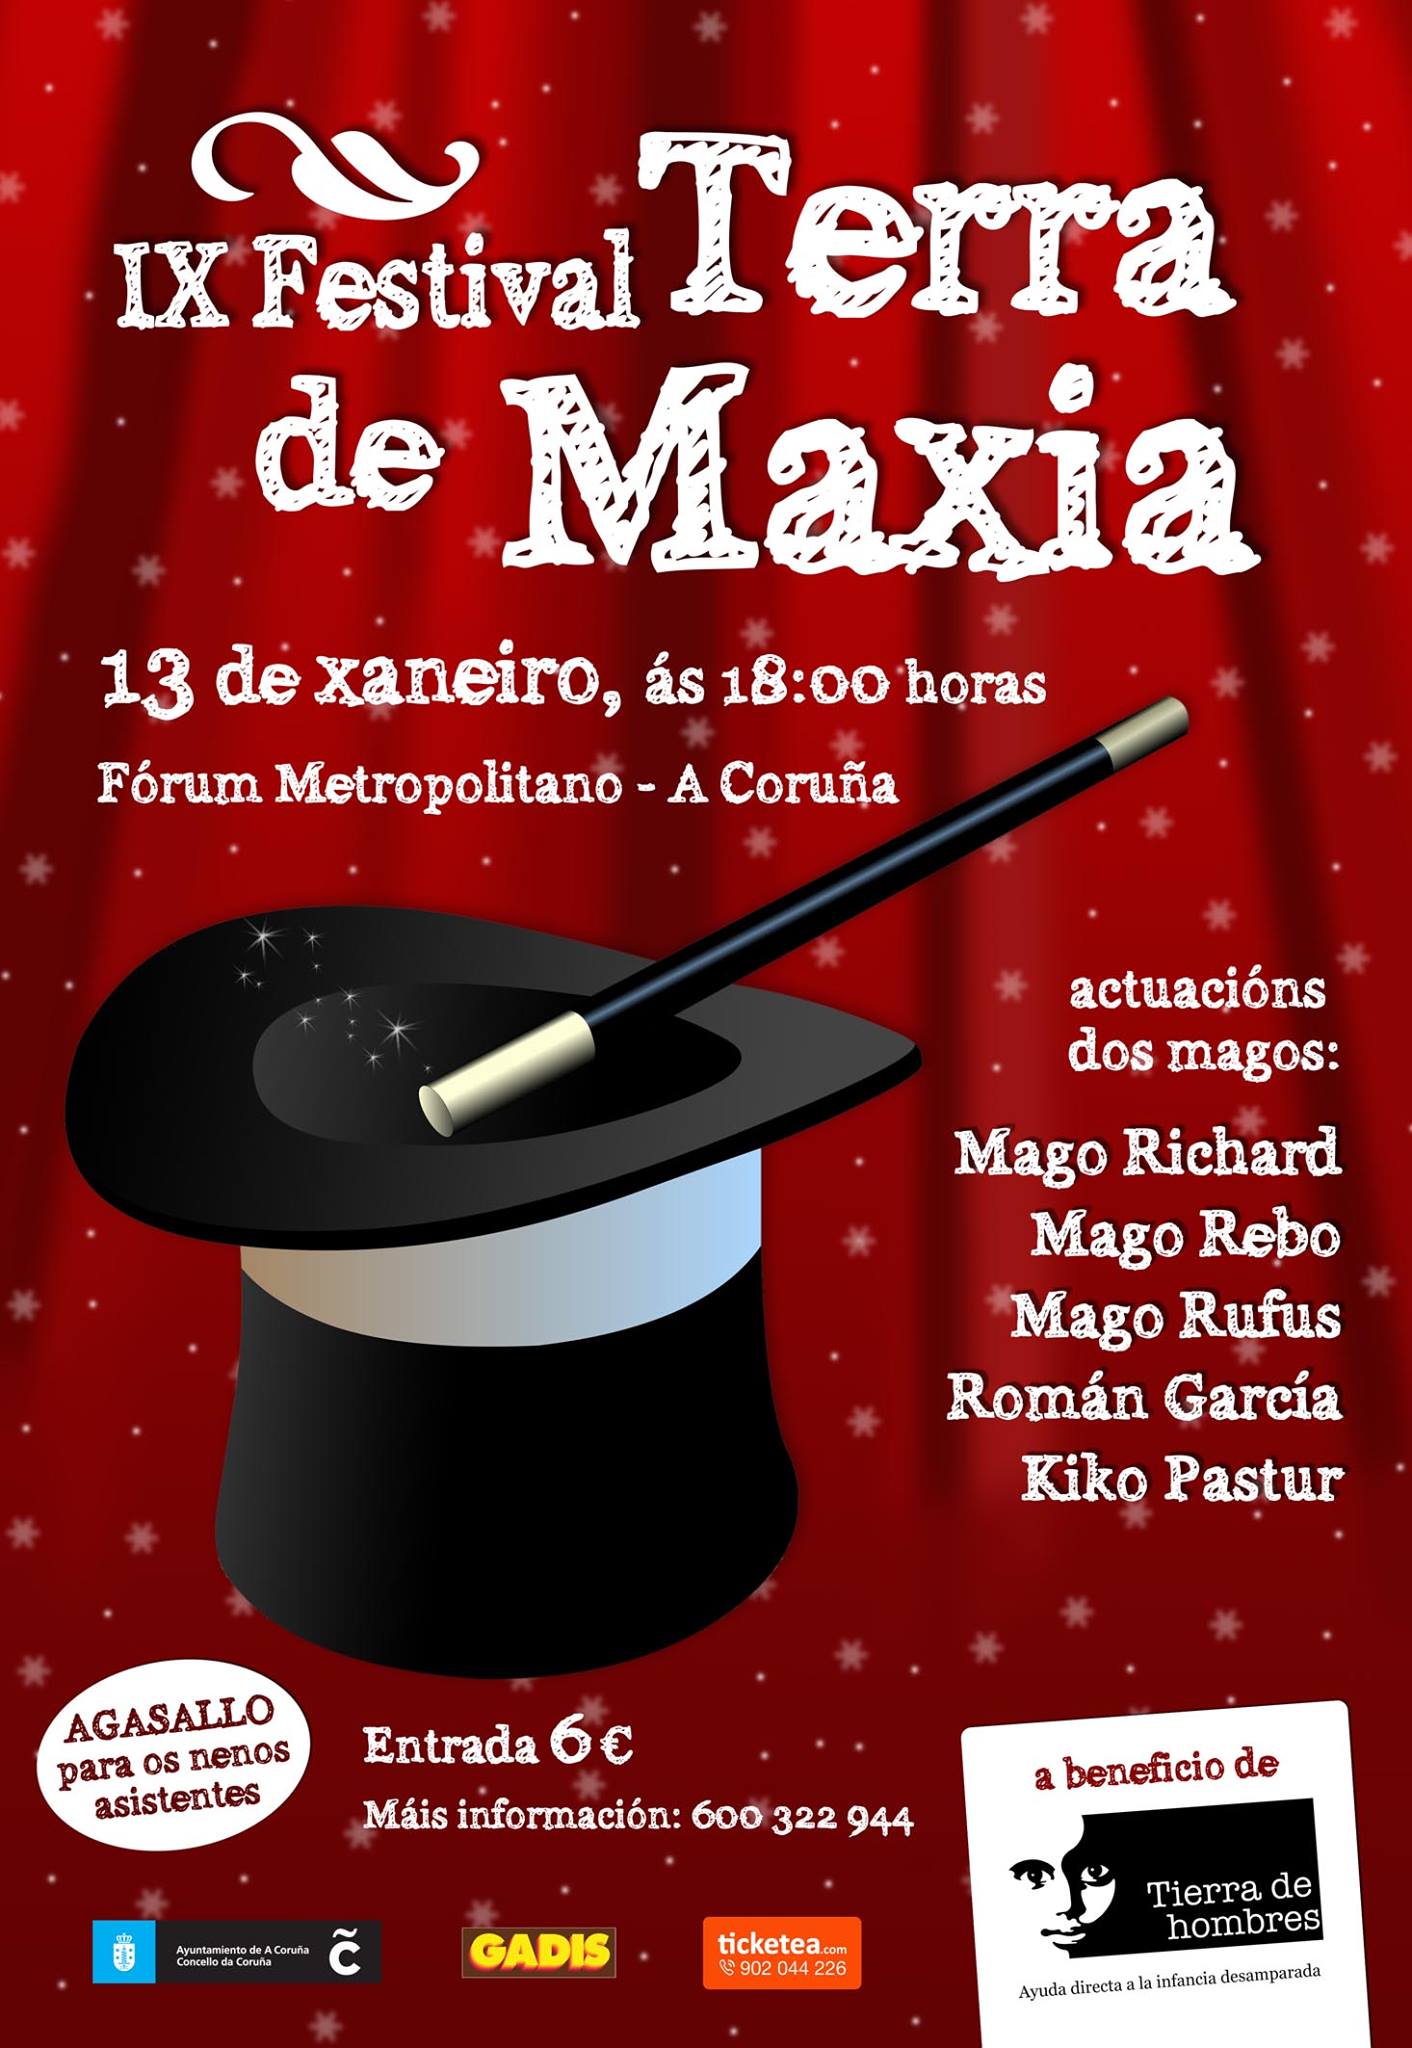 IX Festival Terra
de Maxia
13 de xaneiro, ás 18:00 horas
Fórum Metropolitano - A Coruña
actuacións
dos magos:
Mago Richard
Mago Rebo
Mago Rufus
Román García
Kiko Pastur
AGASALLO
para os nenos
asistentes
Entrada 6€
Máis información: 600 322 944
a beneficio de
Tierra de
hombres
Ayuda directa a la infancia desamparada
Ayuntamiento de A Coruña
Concello da Coruña
GADIS
ticketea.com
902 044 226